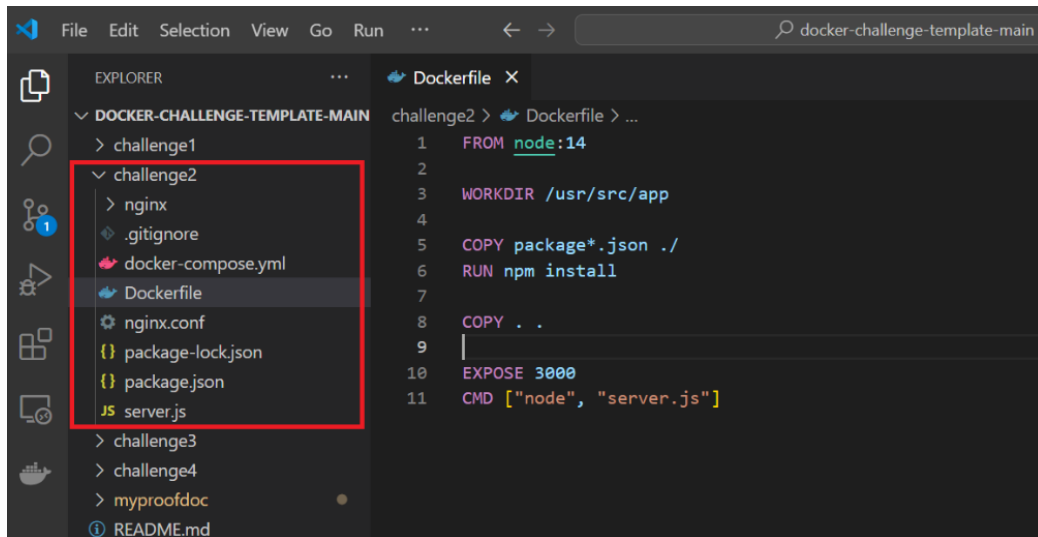 File Edit Selection View Go Run ··· ← → docker-challenge-template-main
EXPLORER ···
DOCKER-CHALLENGE-TEMPLATE-MAIN
challenge1
challenge2
nginx
.gitignore
docker-compose.yml
Dockerfile
nginx.conf
{} package-lock.json
{} package.json
JS server.js
challenge3
challenge4
myproofdoc
README.md
1
Dockerfile ×
challenge2 > Dockerfile > ...
1 FROM node:14
2
3 WORKDIR /usr/src/app
4
5 COPY package*.json ./
6 RUN npm install
7
8 COPY . .
9
10 EXPOSE 3000
11 CMD ["node", "server.js"]